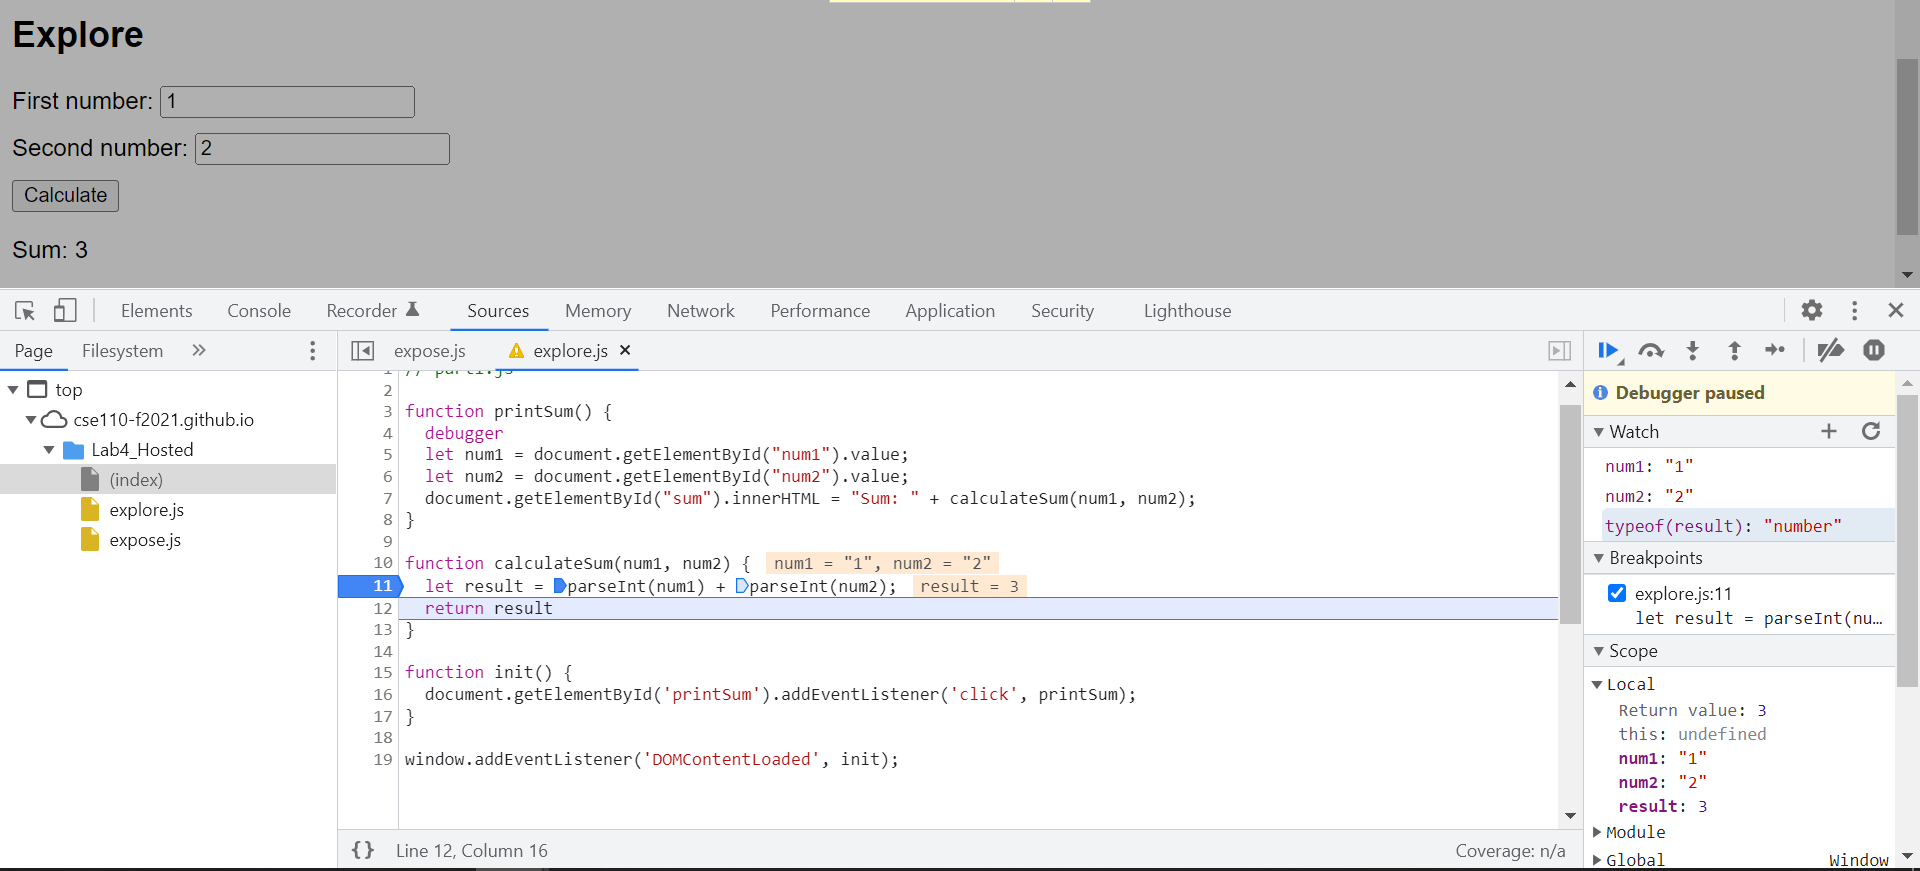 Explore
First number: 1
Second number: 2
Calculate
Sum: 3
Elements Console Recorder Sources Memory Network Performance Application Security Lighthouse
Page Filesystem
expose.js explore.js
top
cse110-f2021.github.io
Lab4_Hosted
(index)
explore.js
expose.js
1 // part1.js
2
3 function printSum() {
4 debugger
5 let num1 = document.getElementById("num1").value;
6 let num2 = document.getElementById("num2").value;
7 document.getElementById("sum").innerHTML = "Sum: " + calculateSum(num1, num2);
8 }
9
10 function calculateSum(num1, num2) { num1 = "1", num2 = "2"
11 let result = parseInt(num1) + parseInt(num2); result = 3
12 return result
13 }
14
15 function init() {
16 document.getElementById('printSum').addEventListener('click', printSum);
17 }
18
19 window.addEventListener('DOMContentLoaded', init);
{} Line 12, Column 16 Coverage: n/a
Debugger paused
Watch
num1: "1"
num2: "2"
typeof(result): "number"
Breakpoints
explore.js:11
let result = parseInt(nu…
Scope
Local
Return value: 3
this: undefined
num1: "1"
num2: "2"
result: 3
Module
Global Window